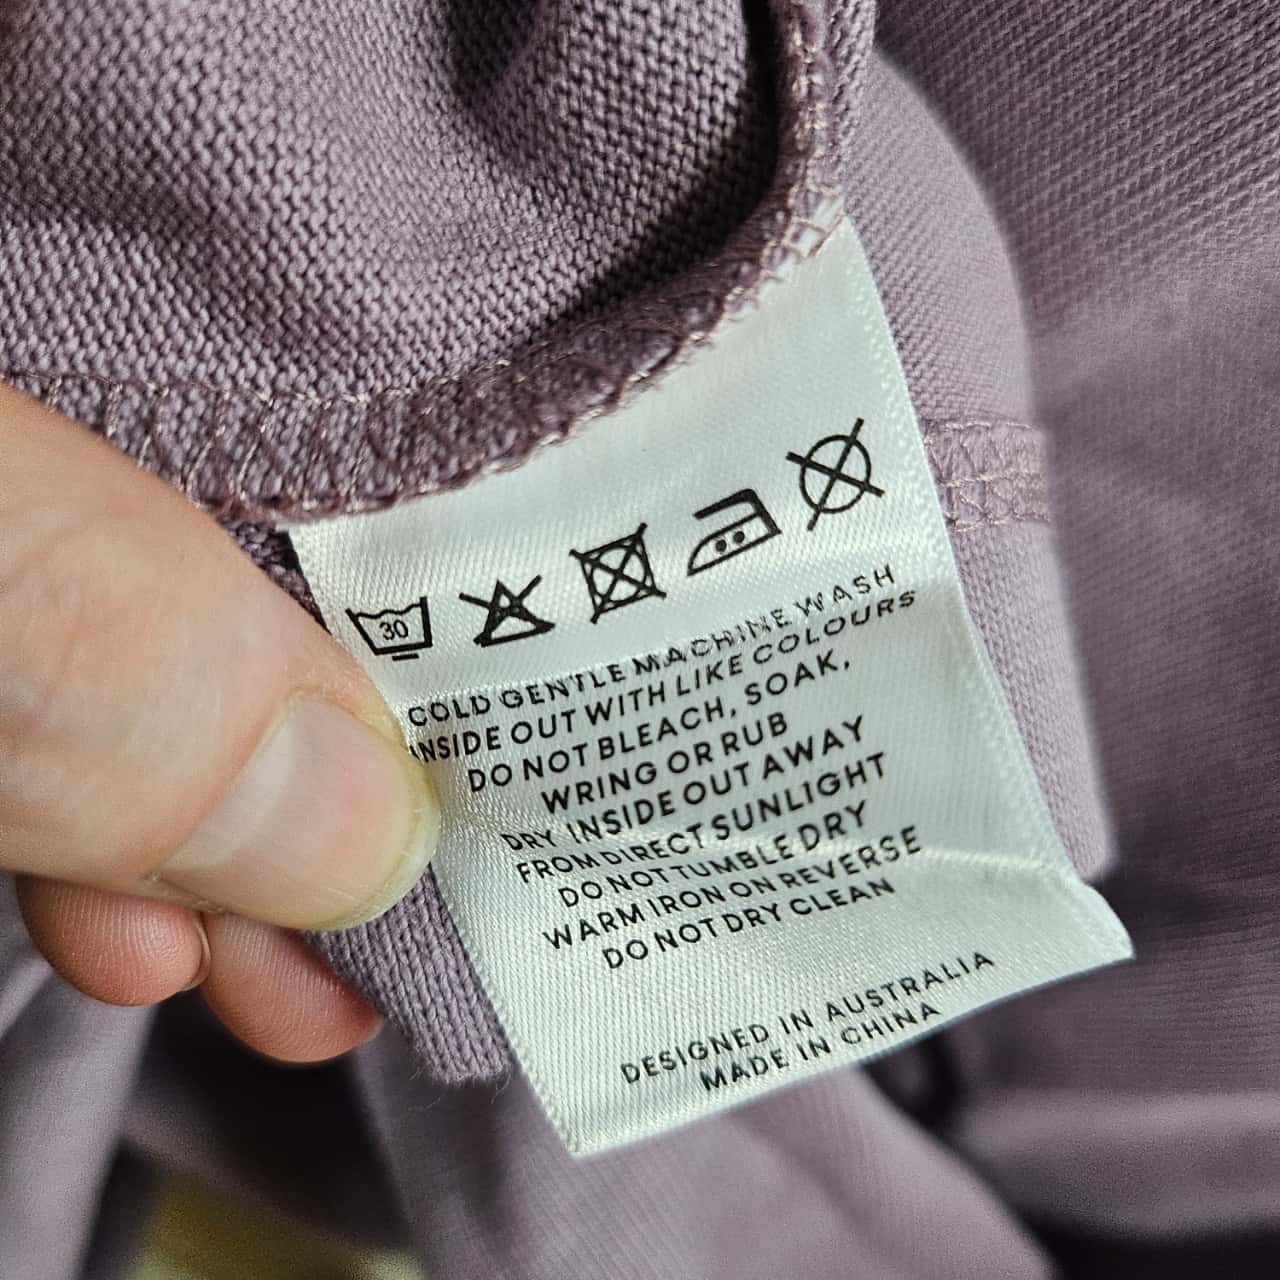 30
COLD GENTLE MACHINE WASH
INSIDE OUT WITH LIKE COLOURS
DO NOT BLEACH, SOAK,
WRING OR RUB
DRY INSIDE OUT AWAY
FROM DIRECT SUNLIGHT
DO NOT TUMBLE DRY
WARM IRON ON REVERSE
DO NOT DRY CLEAN
DESIGNED IN AUSTRALIA
MADE IN CHINA